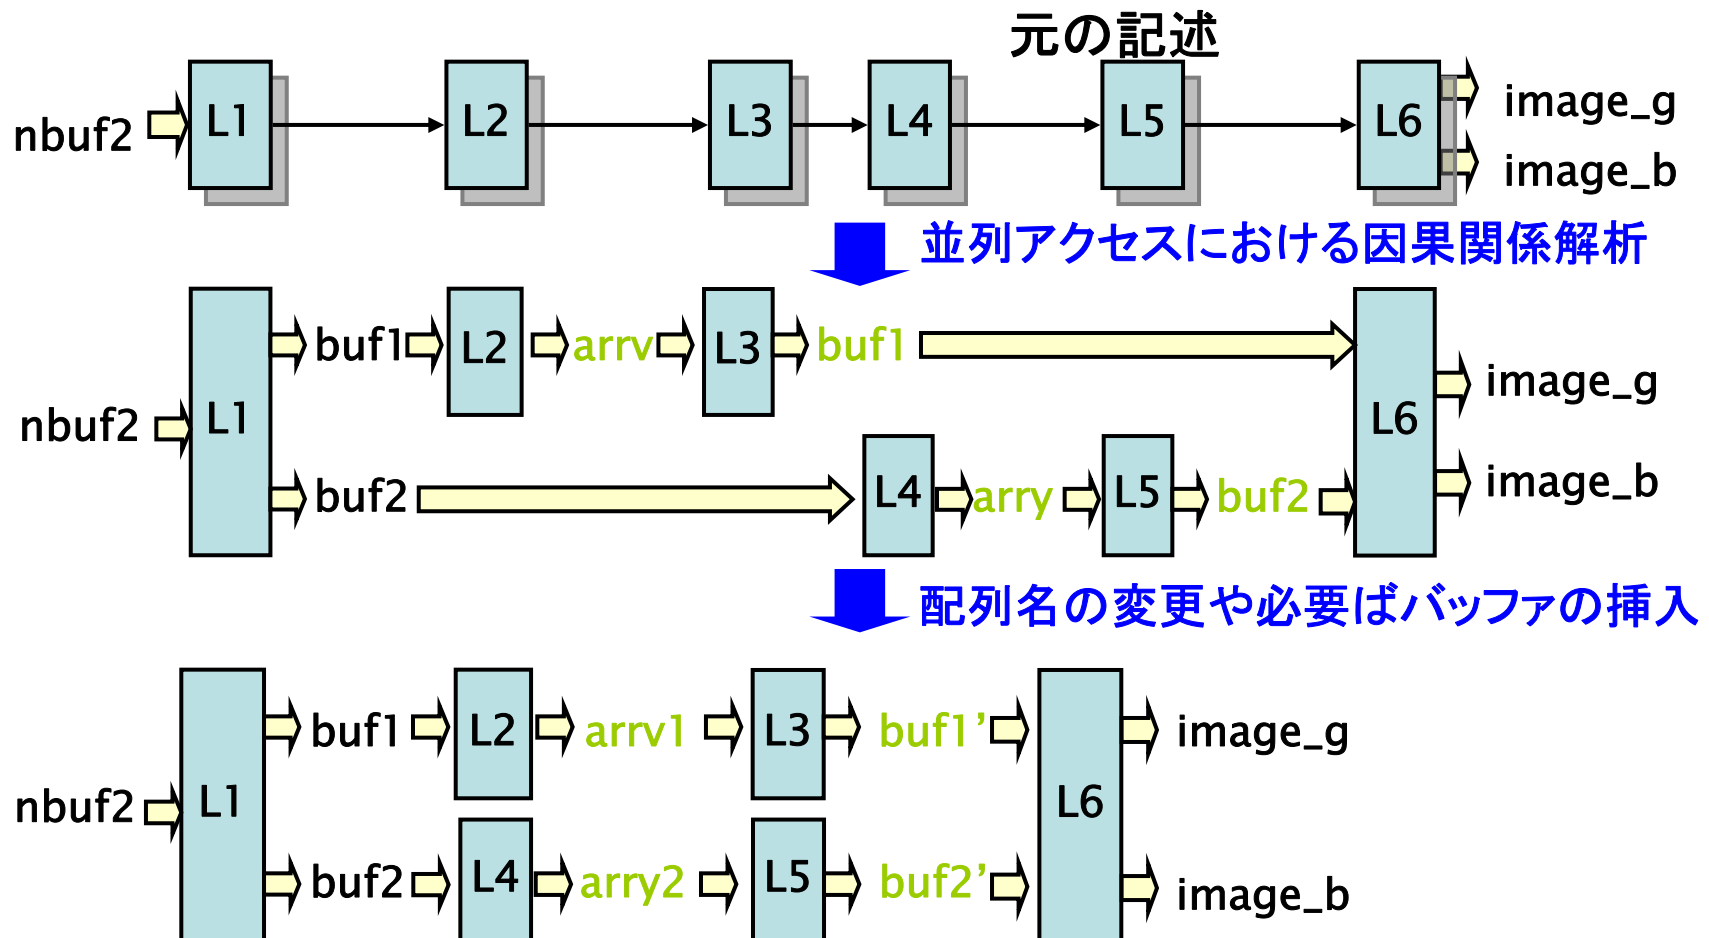 元の記述
nbuf2
L1
L2
L3
L4
L5
L6
image_g
image_b
並列アクセスにおける因果関係解析
nbuf2
L1
buf1
L2
arrv
L3
buf1
buf2
L4
arry
L5
buf2
L6
image_g
image_b
配列名の変更や必要ばバッファの挿入
nbuf2
L1
buf1
L2
arrv1
L3
buf1’
buf2
L4
arry2
L5
buf2’
L6
image_g
image_b